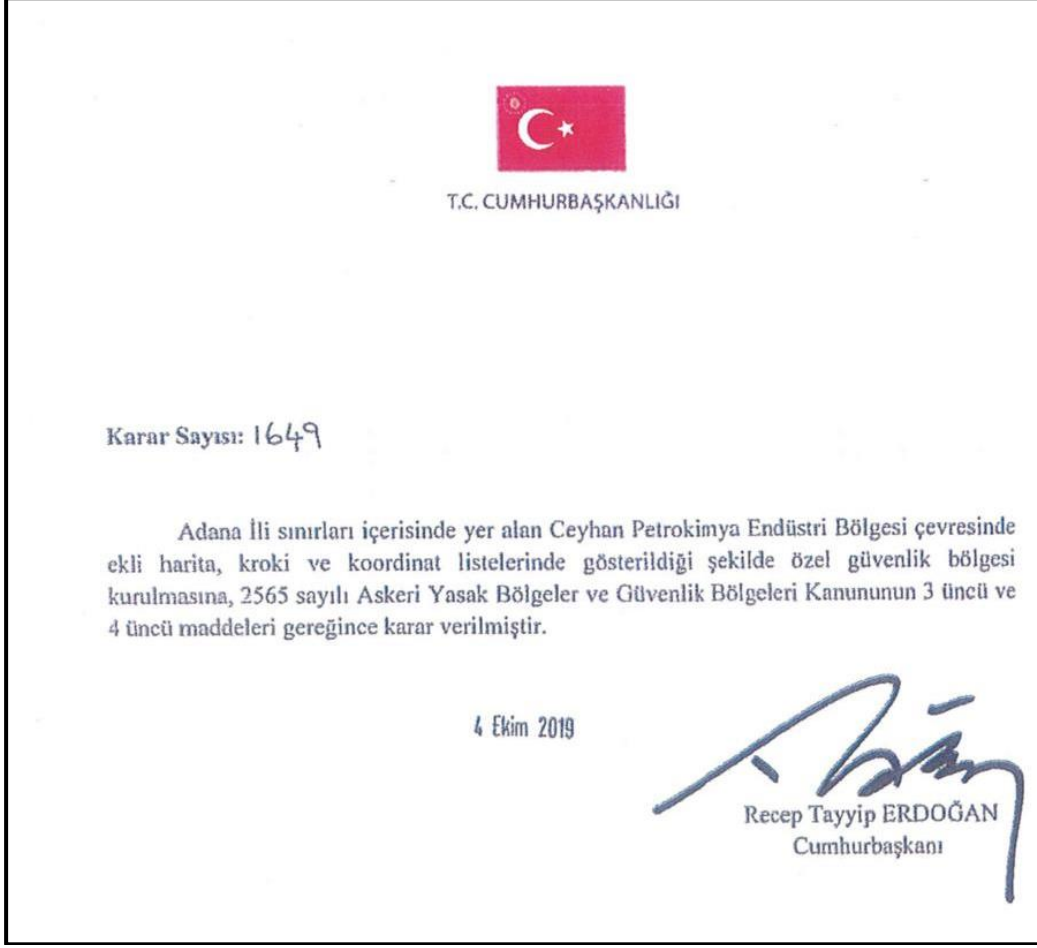 T.C. CUMHURBAŞKANLIĞI
Karar Sayısı: 1649
Adana İli sınırları içerisinde yer alan Ceyhan Petrokimya Endüstri Bölgesi çevresinde
ekli harita, kroki ve koordinat listelerinde gösterildiği şekilde özel güvenlik bölgesi
kurulmasına, 2565 sayılı Askeri Yasak Bölgeler ve Güvenlik Bölgeleri Kanununun 3 üncü ve
4 üncü maddeleri gereğince karar verilmiştir.
4 Ekim 2019
Recep Tayyip ERDOĞAN
Cumhurbaşkanı